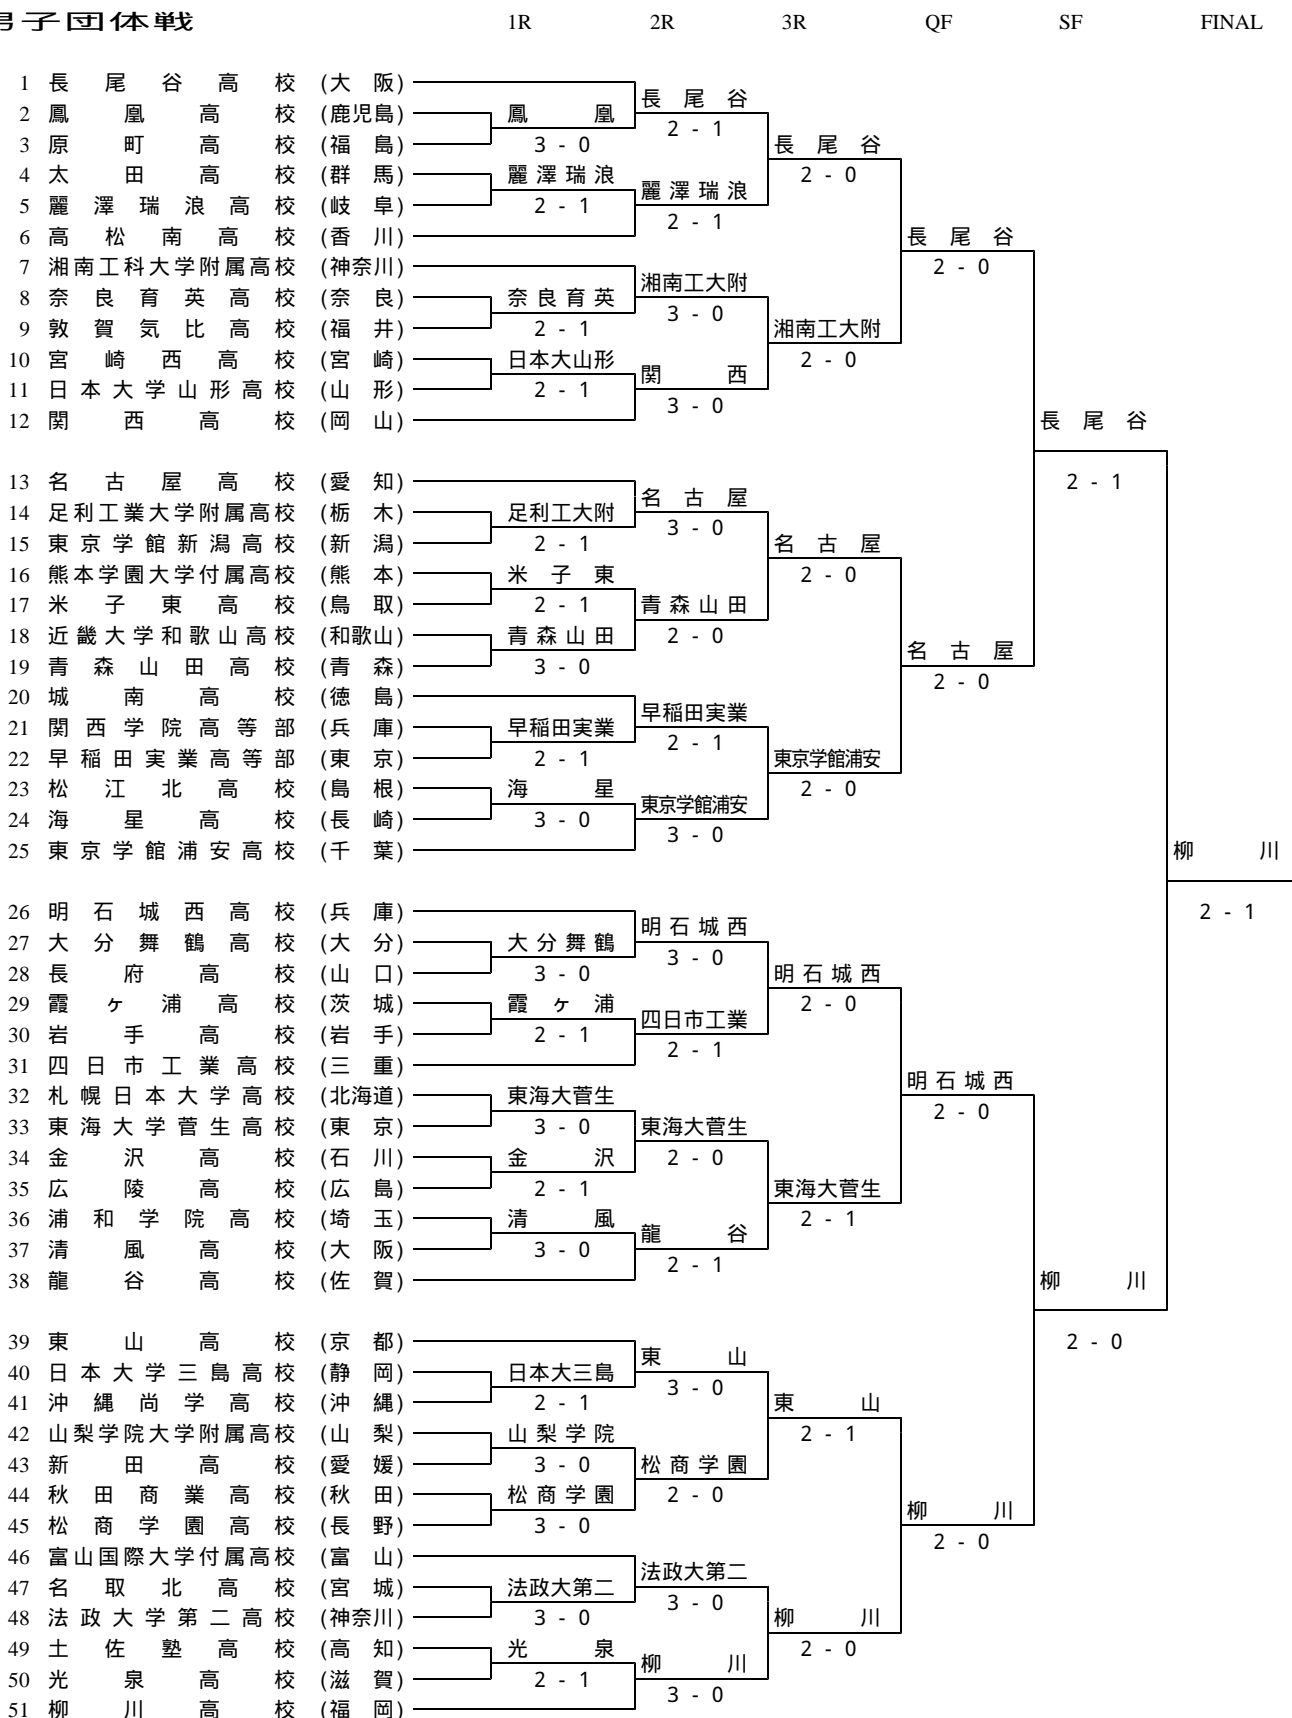 男子団体戦 1R 2R 3R QF SF FINAL
1 長尾谷高校 (大阪)
長尾谷
2 鳳凰高校 (鹿児島) 鳳凰
2 - 1
3 原町高校 (福島) 3 - 0 長尾谷
4 太田高校 (群馬) 麗澤瑞浪 2 - 0
麗澤瑞浪
5 麗澤瑞浪高校 (岐阜) 2 - 1
2 - 1
6 高松南高校 (香川) 長尾谷
7 湘南工科大学附属高校 (神奈川) 2 - 0
湘南工大附
8 奈良育英高校 (奈良) 奈良育英
3 - 0
9 敦賀気比高校 (福井) 2 - 1 湘南工大附
10 宮崎西高校 (宮崎) 日本大山形 2 - 0
関西
11 日本大学山形高校 (山形) 2 - 1
3 - 0
12 関西高校 (岡山) 長尾谷
13 名古屋高校 (愛知) 2 - 1
名古屋
14 足利工業大学附属高校 (栃木) 足利工大附
3 - 0
15 東京学館新潟高校 (新潟) 2 - 1 名古屋
16 熊本学園大学付属高校 (熊本) 米子東 2 - 0
17 米子東高校 (鳥取) 2 - 1 青森山田
18 近畿大学和歌山高校 (和歌山) 青森山田 2 - 0
名古屋
19 青森山田高校 (青森) 3 - 0
2 - 0
20 城南高校 (徳島)
早稲田実業
21 関西学院高等部 (兵庫) 早稲田実業
2 - 1
22 早稲田実業高等部 (東京) 2 - 1 東京学館浦安
23 松江北高校 (島根) 海星 2 - 0
東京学館浦安
24 海星高校 (長崎) 3 - 0
3 - 0
25 東京学館浦安高校 (千葉) 柳川
26 明石城西高校 (兵庫) 2 - 1
明石城西
27 大分舞鶴高校 (大分) 大分舞鶴
3 - 0
28 長府高校 (山口) 3 - 0 明石城西
29 霞ヶ浦高校 (茨城) 霞ヶ浦 2 - 0
四日市工業
30 岩手高校 (岩手) 2 - 1
2 - 1
31 四日市工業高校 (三重)
明石城西
32 札幌日本大学高校 (北海道) 東海大菅生
2 - 0
33 東海大学菅生高校 (東京) 3 - 0 東海大菅生
34 金沢高校 (石川) 金沢 2 - 0
35 広陵高校 (広島) 2 - 1 東海大菅生
36 浦和学院高校 (埼玉) 清風 2 - 1
龍谷
37 清風高校 (大阪) 3 - 0
2 - 1
38 龍谷高校 (佐賀) 柳川
39 東山高校 (京都) 2 - 0
東山
40 日本大学三島高校 (静岡) 日本大三島
3 - 0
41 沖縄尚学高校 (沖縄) 2 - 1 東山
42 山梨学院大学附属高校 (山梨) 山梨学院 2 - 1
43 新田高校 (愛媛) 3 - 0 松商学園
44 秋田商業高校 (秋田) 松商学園 2 - 0
柳川
45 松商学園高校 (長野) 3 - 0
2 - 0
46 富山国際大学付属高校 (富山)
法政大第二
47 名取北高校 (宮城) 法政大第二
3 - 0
48 法政大学第二高校 (神奈川) 3 - 0 柳川
49 土佐塾高校 (高知) 光泉 2 - 0
柳川
50 光泉高校 (滋賀) 2 - 1
3 - 0
51 柳川高校 (福岡)